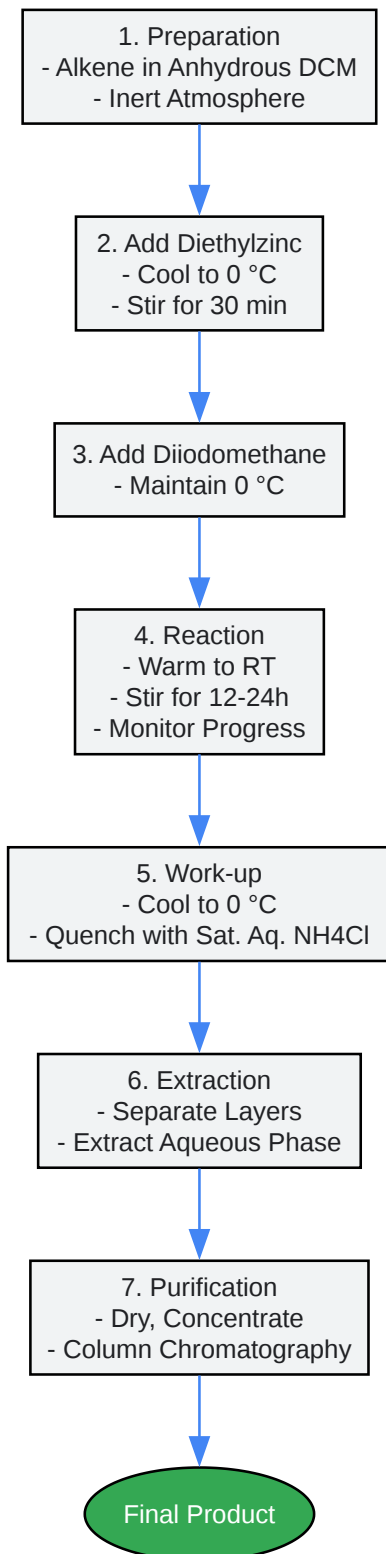 1. Preparation
- Alkene in Anhydrous DCM
- Inert Atmosphere
2. Add Diethylzinc
- Cool to 0 °C
- Stir for 30 min
3. Add Diiodomethane
- Maintain 0 °C
4. Reaction
- Warm to RT
- Stir for 12-24h
- Monitor Progress
5. Work-up
- Cool to 0 °C
- Quench with Sat. Aq. NH4Cl
6. Extraction
- Separate Layers
- Extract Aqueous Phase
7. Purification
- Dry, Concentrate
- Column Chromatography
Final Product